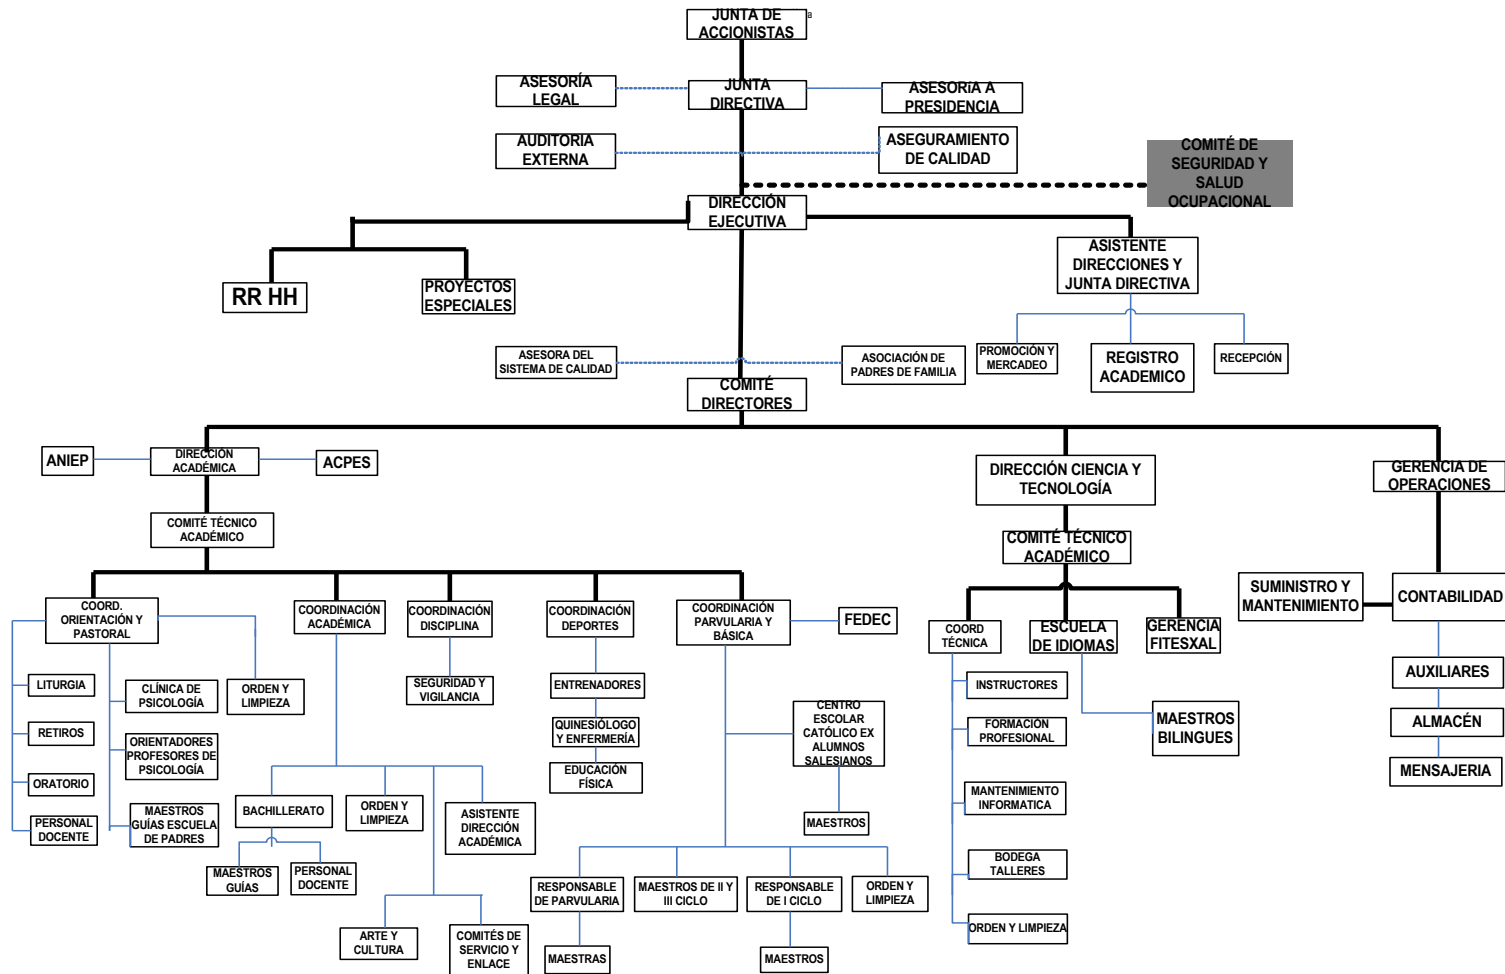 JUNTA DE
ACCIONISTAS
a
ASESORÍA
LEGAL
JUNTA
DIRECTIVA
ASESORíA A
PRESIDENCIA
AUDITORIA
EXTERNA
ASEGURAMIENTO
DE CALIDAD
COMITÉ DE
SEGURIDAD Y
SALUD
OCUPACIONAL
DIRECCIÓN
EJECUTIVA
ASISTENTE
DIRECCIONES Y
JUNTA DIRECTIVA
RR HH
PROYECTOS
ESPECIALES
ASESORA DEL
SISTEMA DE CALIDAD
ASOCIACIÓN DE
PADRES DE FAMILIA
PROMOCIÓN Y
MERCADEO
REGISTRO
ACADEMICO
RECEPCIÓN
COMITÉ
DIRECTORES
ANIEP
DIRECCIÓN
ACADÉMICA
ACPES
DIRECCIÓN CIENCIA Y
TECNOLOGÍA
GERENCIA DE
OPERACIONES
COMITÉ TÉCNICO
ACADÉMICO
COMITÉ TÉCNICO
ACADÉMICO
SUMINISTRO Y
MANTENIMIENTO
CONTABILIDAD
COORD.
ORIENTACIÓN Y
PASTORAL
COORDINACIÓN
ACADÉMICA
COORDINACIÓN
DISCIPLINA
COORDINACIÓN
DEPORTES
COORDINACIÓN
PARVULARIA Y
BÁSICA
FEDEC
COORD
TÉCNICA
ESCUELA
DE IDIOMAS
GERENCIA
FITESXAL
LITURGIA
CLÍNICA DE
PSICOLOGÍA
ORDEN Y
LIMPIEZA
SEGURIDAD Y
VIGILANCIA
ENTRENADORES
INSTRUCTORES
AUXILIARES
RETIROS
ORIENTADORES
PROFESORES DE
PSICOLOGÍA
QUINESIÓLOGO
Y ENFERMERÍA
CENTRO
ESCOLAR
CATÓLICO EX
ALUMNOS
SALESIANOS
FORMACIÓN
PROFESIONAL
MAESTROS
BILINGUES
ALMACÉN
ORATORIO
EDUCACIÓN
FÍSICA
MENSAJERIA
PERSONAL
DOCENTE
MAESTROS
GUÍAS ESCUELA
DE PADRES
BACHILLERATO
ORDEN Y
LIMPIEZA
ASISTENTE
DIRECCIÓN
ACADÉMICA
MAESTROS
MANTENIMIENTO
INFORMATICA
MAESTROS
GUÍAS
PERSONAL
DOCENTE
RESPONSABLE
DE PARVULARIA
MAESTROS DE II Y
III CICLO
RESPONSABLE
DE I CICLO
ORDEN Y
LIMPIEZA
BODEGA
TALLERES
ARTE Y
CULTURA
COMITÉS DE
SERVICIO Y
ENLACE
MAESTRAS
MAESTROS
ORDEN Y LIMPIEZA